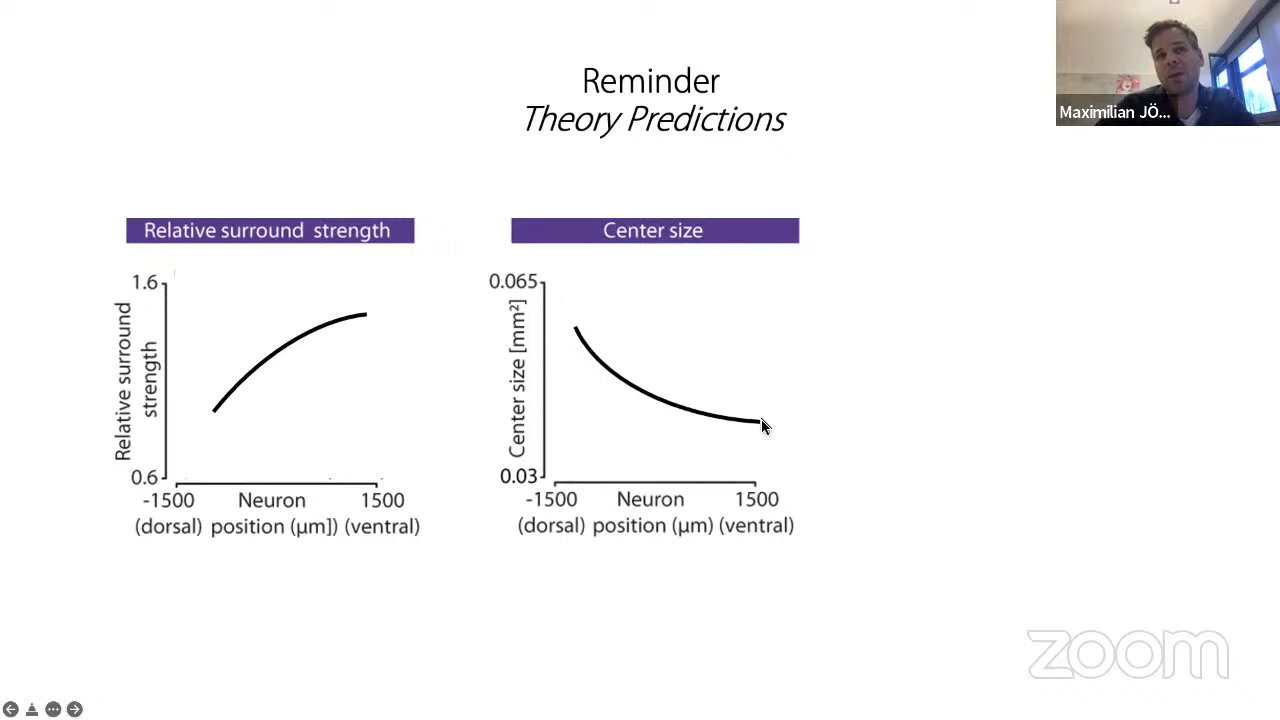 Reminder
Theory Predictions
Maximilian JÖ...
Relative surround strength
Center size
1.6
Relative surround
strength
0.6
-1500 Neuron 1500
(dorsal) position (µm]) (ventral)
0.065
Center size [mm²]
0.03
-1500 Neuron 1500
(dorsal) position (µm) (ventral)
zoom